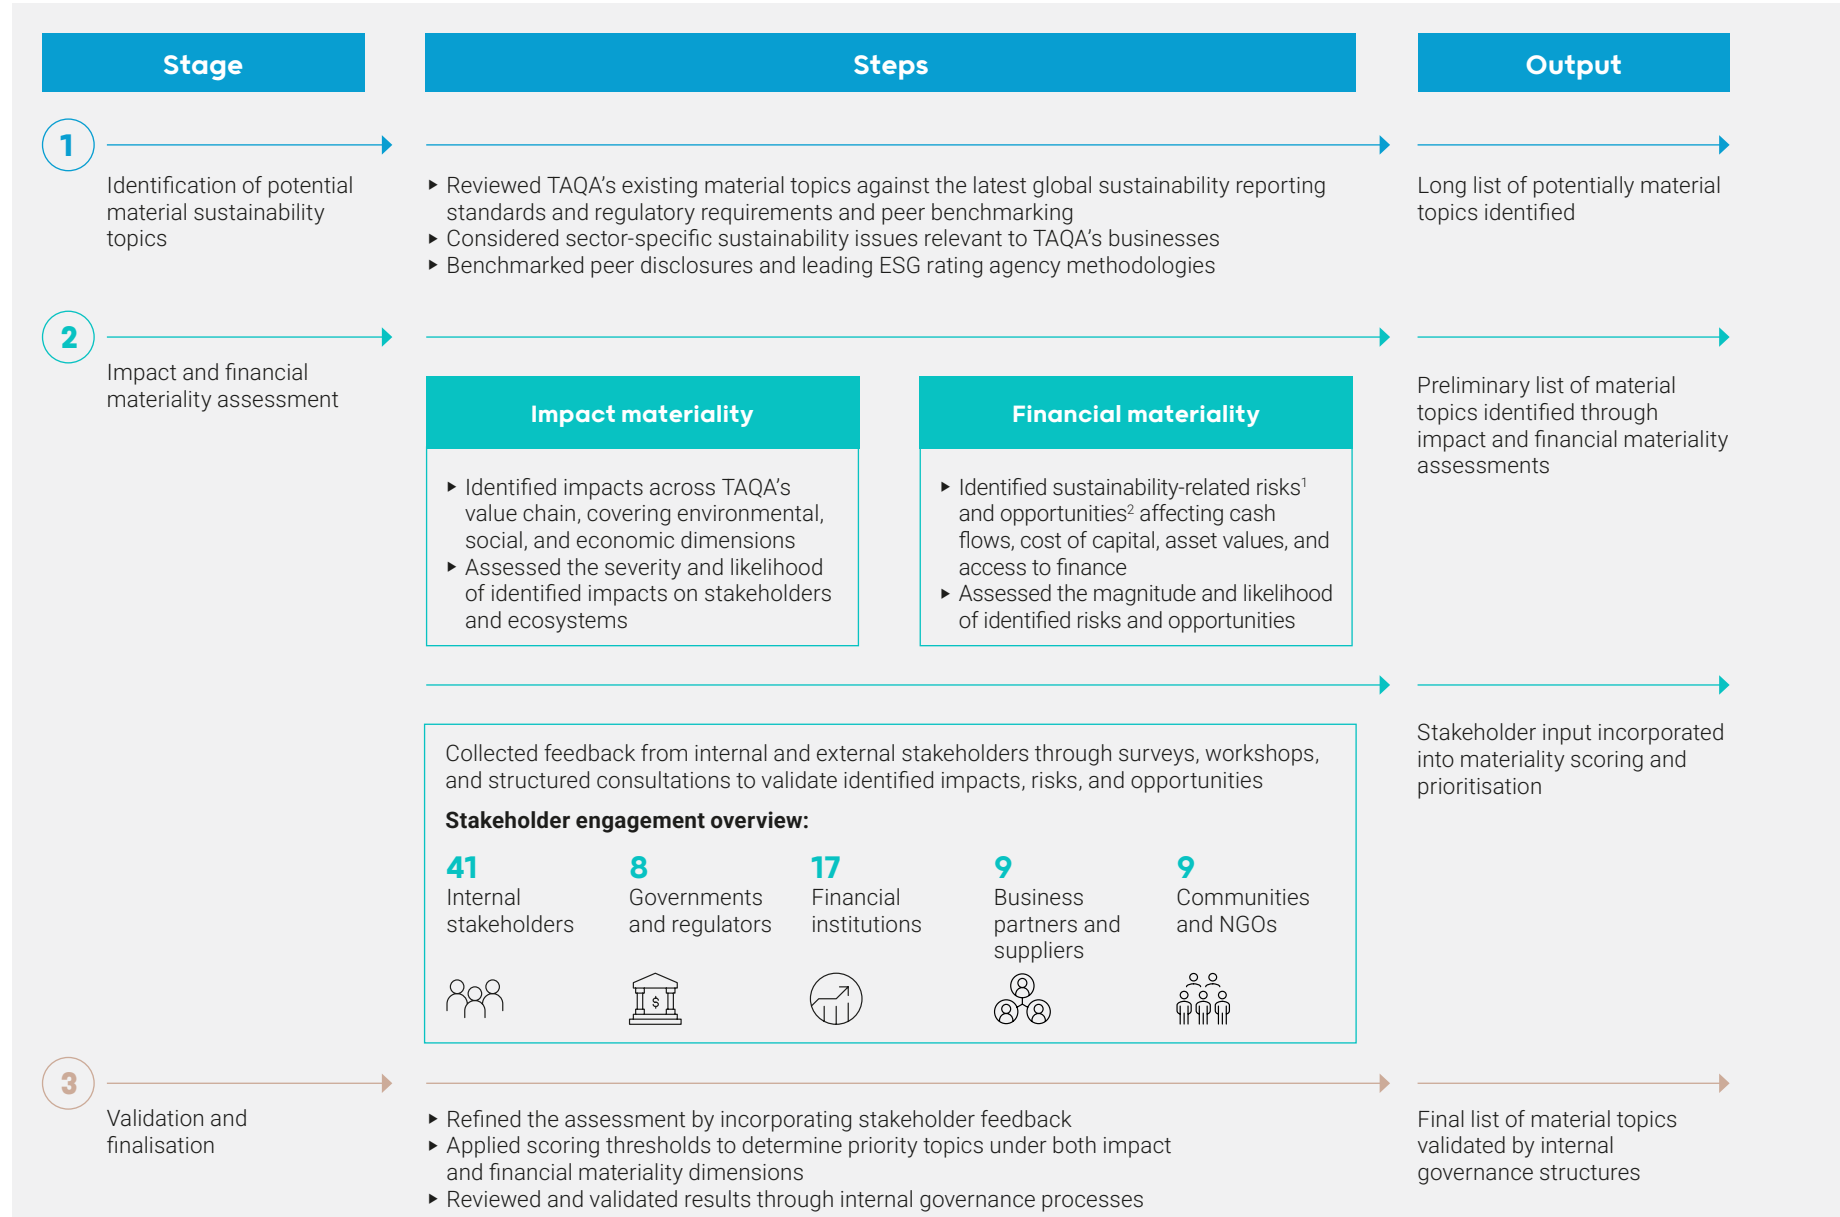 Stage
Steps
Output
1
Identification of potential
material sustainability
topics
▶ Reviewed TAQA's existing material topics against the latest global sustainability reporting
standards and regulatory requirements and peer benchmarking
▶ Considered sector-specific sustainability issues relevant to TAQA's businesses
▶ Benchmarked peer disclosures and leading ESG rating agency methodologies
Long list of potentially material
topics identified
2
Impact and financial
materiality assessment
Impact materiality
▶ Identified impacts across TAQA's
value chain, covering environmental,
social, and economic dimensions
▶ Assessed the severity and likelihood
of identified impacts on stakeholders
and ecosystems
Financial materiality
▶ Identified sustainability-related risks¹
and opportunities² affecting cash
flows, cost of capital, asset values, and
access to finance
▶ Assessed the magnitude and likelihood
of identified risks and opportunities
Preliminary list of material
topics identified through
impact and financial materiality
assessments
Collected feedback from internal and external stakeholders through surveys, workshops,
and structured consultations to validate identified impacts, risks, and opportunities
Stakeholder engagement overview:
41
Internal
stakeholders
8
Governments
and regulators
$
17
Financial
institutions
9
Business
partners and
suppliers
9
Communities
and NGOs
Stakeholder input incorporated
into materiality scoring and
prioritisation
3
Validation and
finalisation
▶ Refined the assessment by incorporating stakeholder feedback
▶ Applied scoring thresholds to determine priority topics under both impact
and financial materiality dimensions
▶ Reviewed and validated results through internal governance processes
Final list of material topics
validated by internal
governance structures